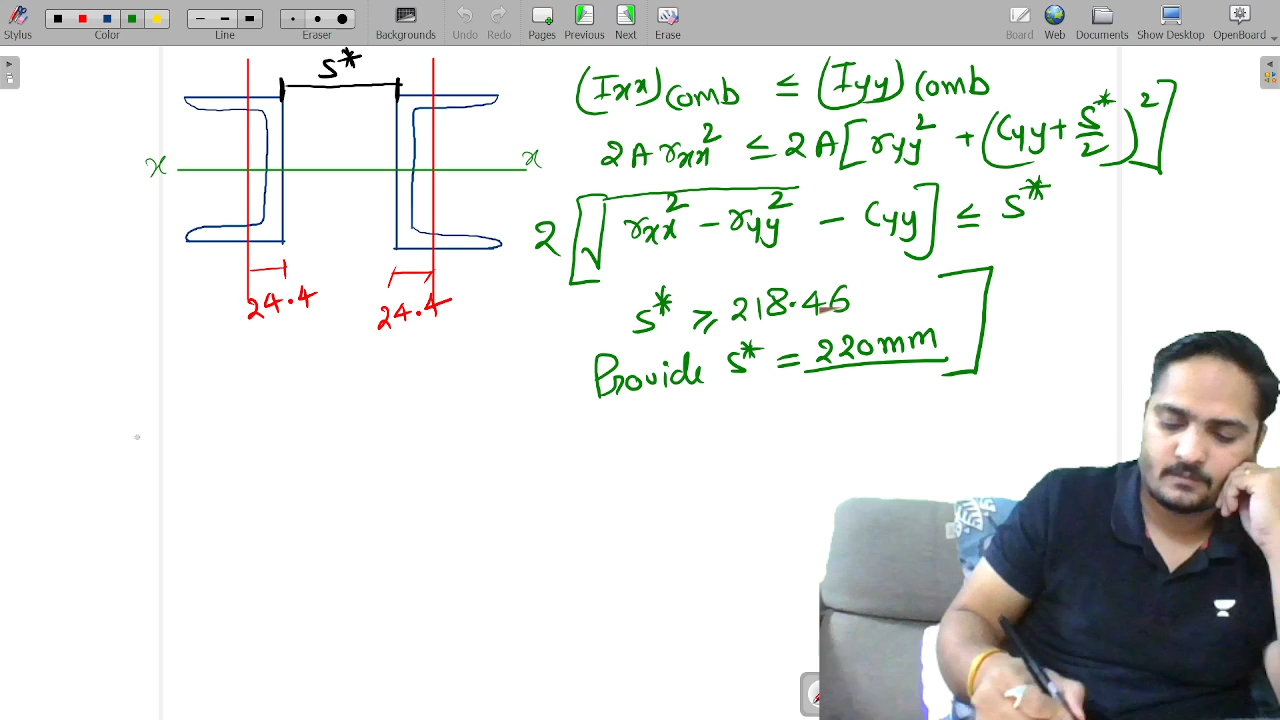 Stylus
Color
Line
Eraser
Backgrounds
Undo
Redo
Pages
Previous
Next
Erase
Board
Web
Documents
Show Desktop
OpenBoard
S*
x
x
24.4
24.4
(Ixx)comb ≤ (Iyy)comb
2A rxx² ≤ 2A[ryy² + (Cyy + S*/2)²]
2[√(rxx² - ryy²) - Cyy] ≤ S*
S* ≥ 218.46
Provide S* = 220mm